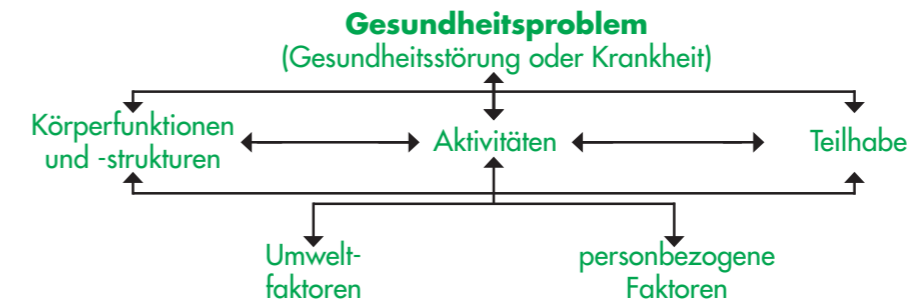 Gesundheitsproblem
(Gesundheitsstörung oder Krankheit)
Körperfunktionen
und -strukturen
Aktivitäten
Teilhabe
Umwelt-
faktoren
personbezogene
Faktoren